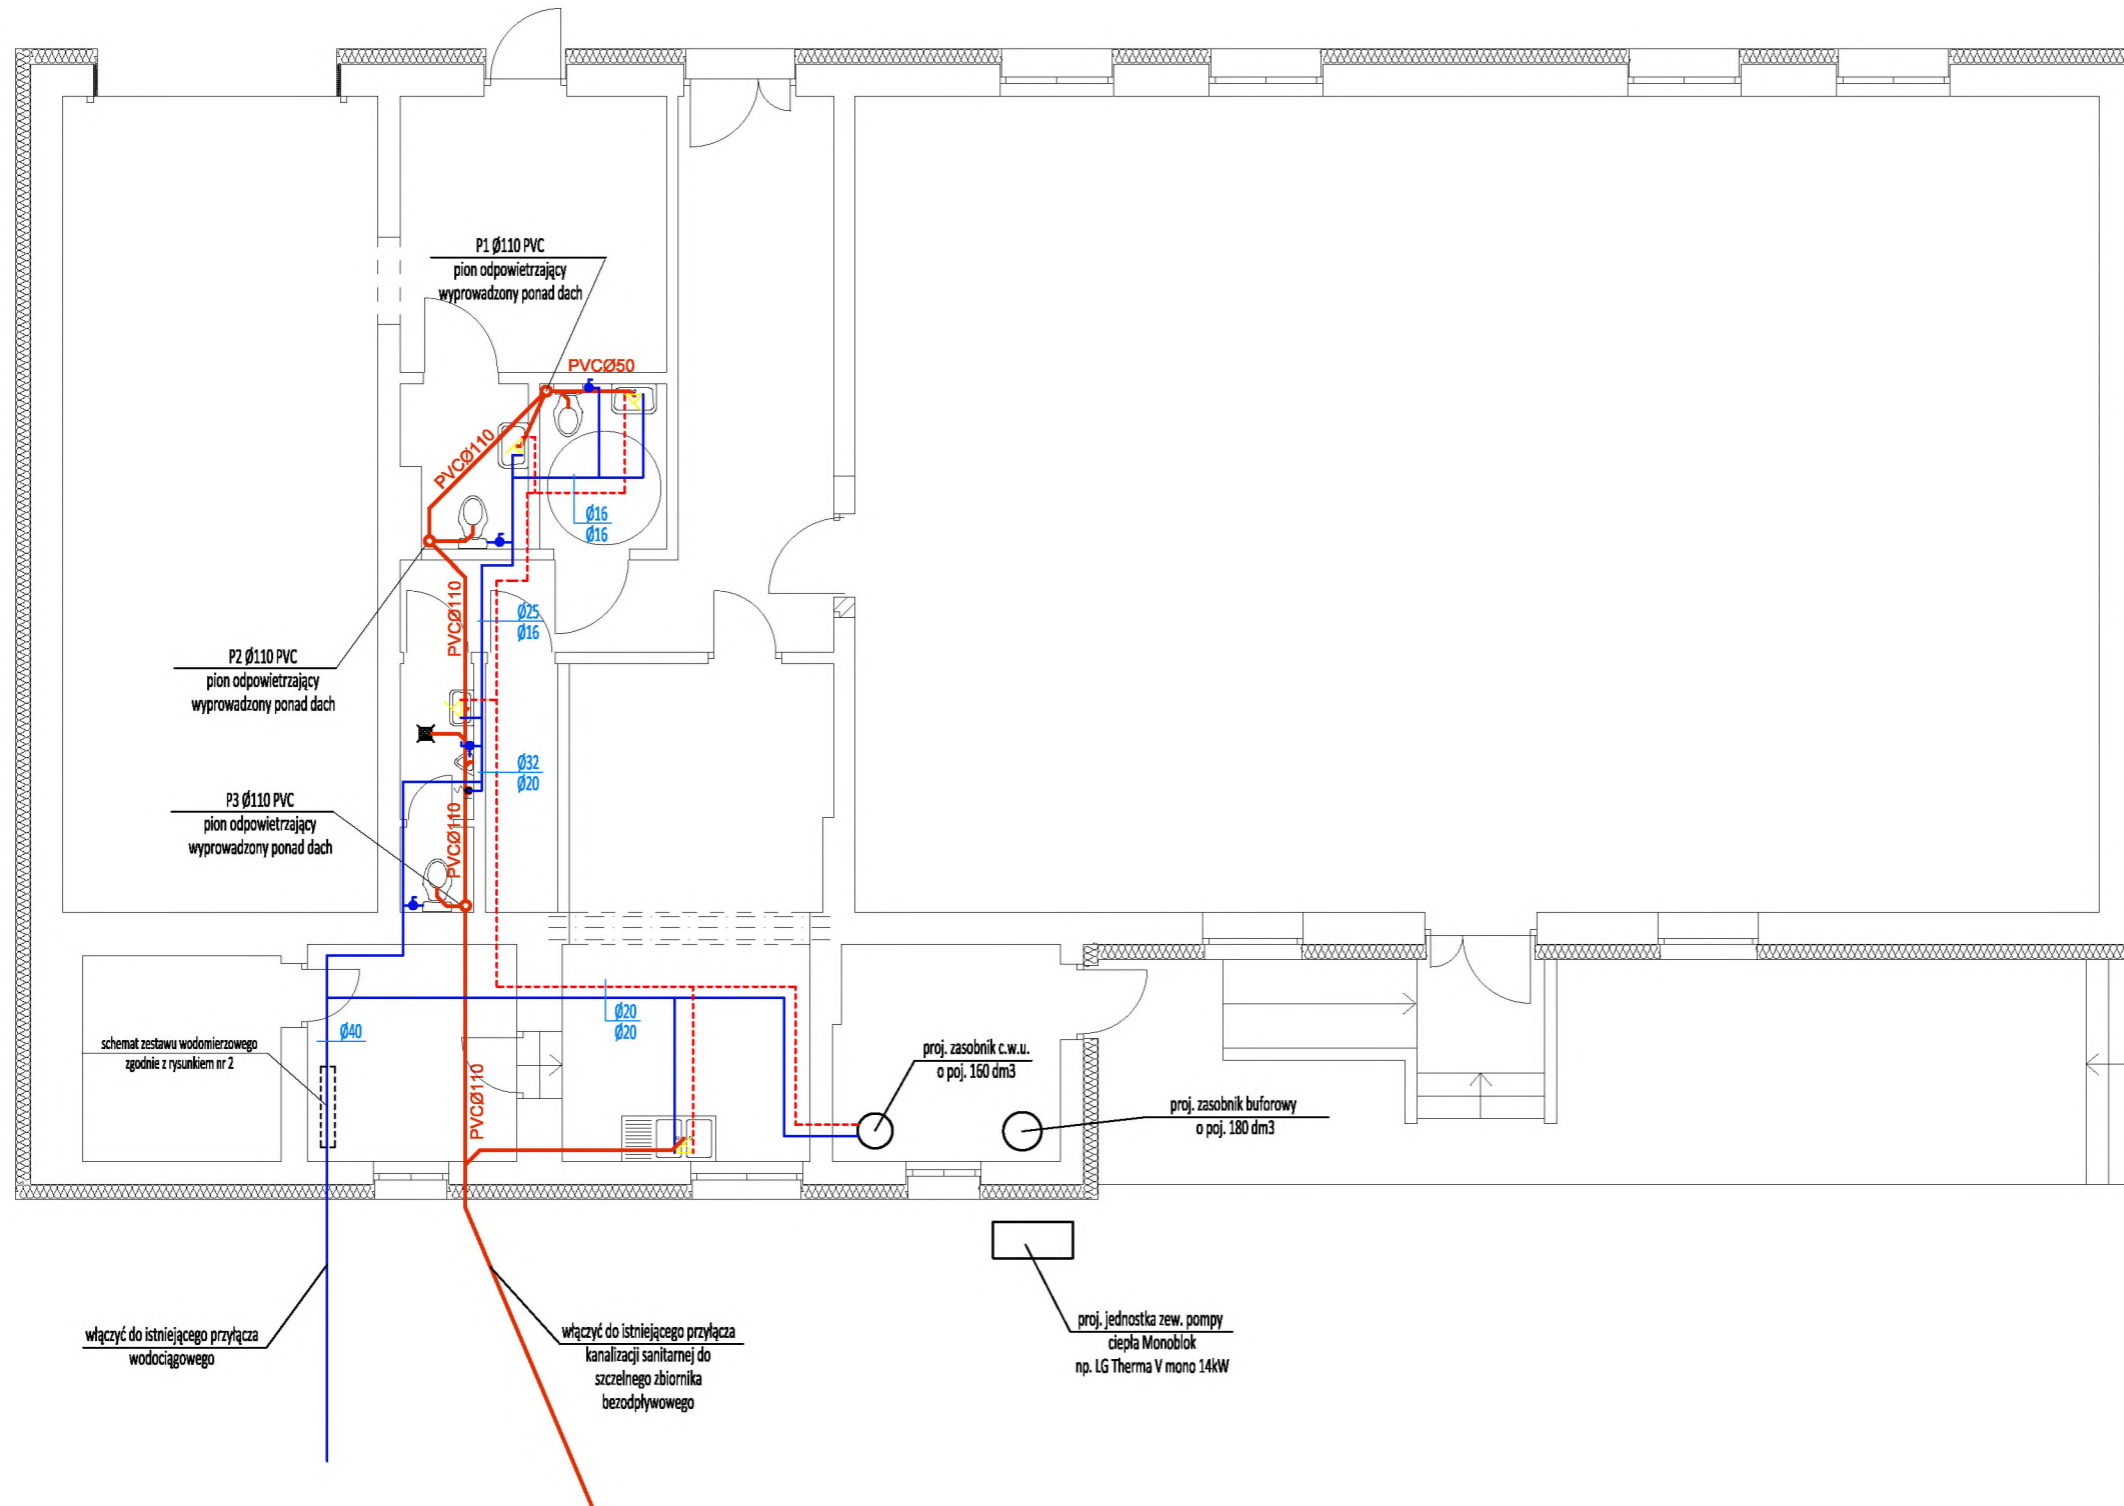 P1 Ø110 PVC
pion odpowietrzający
wyprowadzony ponad dach
PVCØ50
PVCØ110
Ø16
Ø16
PVCØ110
Ø25
Ø16
P2 Ø110 PVC
pion odpowietrzający
wyprowadzony ponad dach
Ø32
Ø20
P3 Ø110 PVC
pion odpowietrzający
wyprowadzony ponad dach
PVCØ110
Ø40
Ø20
Ø20
schemat zestawu wodomierzowego
zgodnie z rysunkiem nr 2
PVCØ110
proj. zasobnik c.w.u.
o poj. 160 dm3
proj. zasobnik buforowy
o poj. 180 dm3
włączyć do istniejącego przyłącza
wodociągowego
włączyć do istniejącego przyłącza
kanalizacji sanitarnej do
szczelnego zbiornika
bezodpływowego
proj. jednostka zew. pompy
ciepła Monoblok
np. LG Therma V mono 14kW